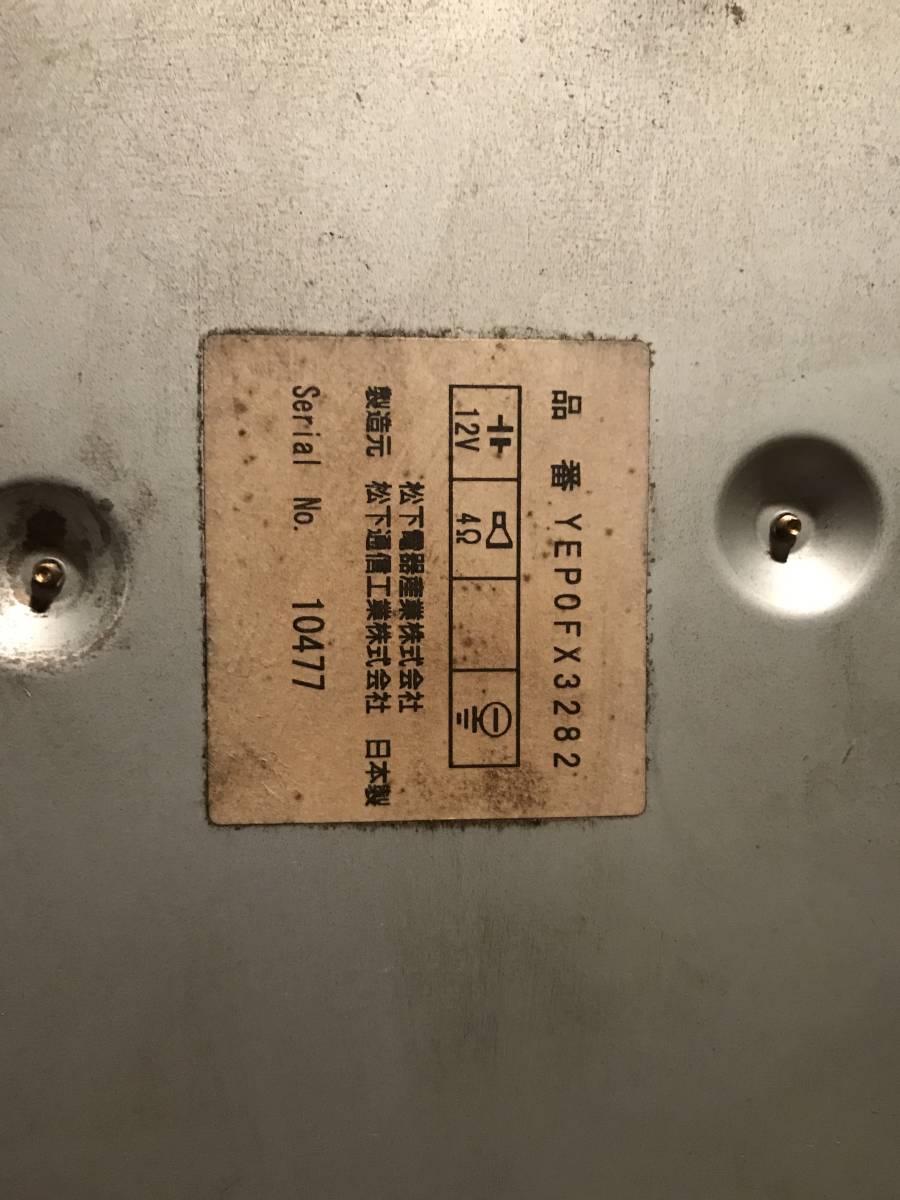 品 番 YEP0FX3282
12V 4Ω
松下電器産業株式会社
製造元 松下通信工業株式会社 日本製
Serial No. 10477